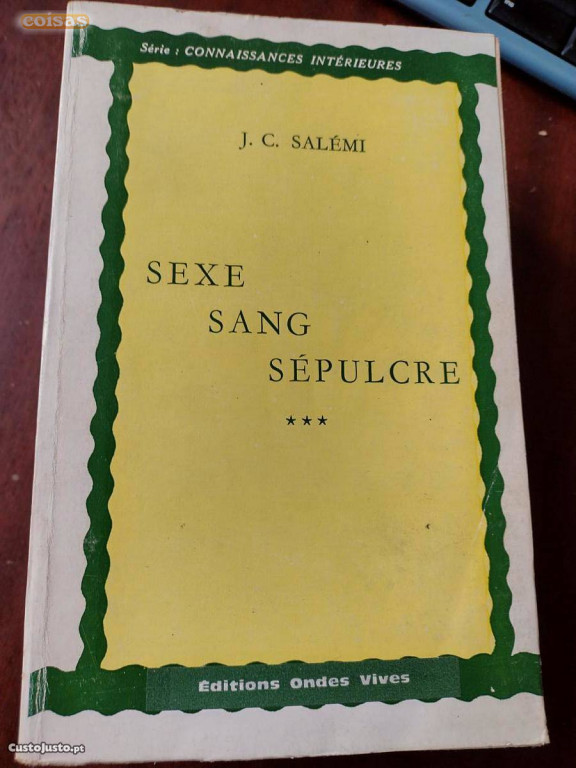 coisas
Série : CONNAISSANCES INTÉRIEURES
J. C. SALÉMI
SEXE
SANG
SÉPULCRE
★★★
Éditions Ondes Vives
CustoJusto.pt